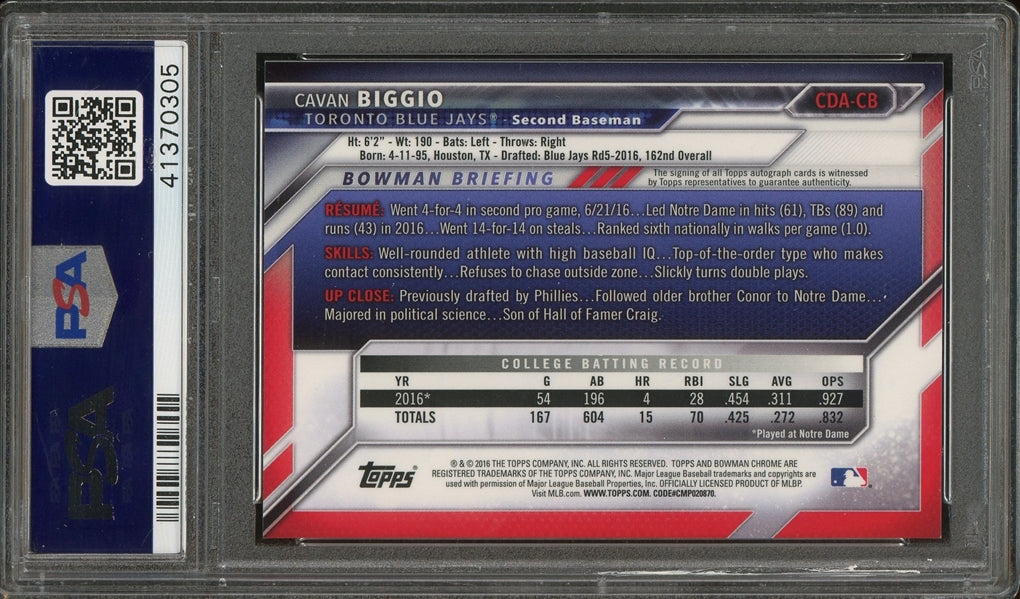 41370305
PSA
PSA
PSA
CAVAN BIGGIO
CDA-CB
TORONTO BLUE JAYS® - Second Baseman
Ht: 6'2" - Wt: 190 - Bats: Left - Throws: Right
Born: 4-11-95, Houston, TX - Drafted: Blue Jays Rd5-2016, 162nd Overall
BOWMAN BRIEFING
The signing of all Topps autograph cards is witnessed
by Topps representatives to guarantee authenticity.
RÉSUMÉ: Went 4-for-4 in second pro game, 6/21/16...Led Notre Dame in hits (61), TBs (89) and
runs (43) in 2016...Went 14-for-14 on steals...Ranked sixth nationally in walks per game (1.0).
SKILLS: Well-rounded athlete with high baseball IQ...Top-of-the-order type who makes
contact consistently...Refuses to chase outside zone...Slickly turns double plays.
UP CLOSE: Previously drafted by Phillies...Followed older brother Conor to Notre Dame...
Majored in political science...Son of Hall of Famer Craig.
COLLEGE BATTING RECORD
YR G AB HR RBI SLG AVG OPS
2016* 54 196 4 28 .454 .311 .927
TOTALS 167 604 15 70 .425 .272 .832
*Played at Notre Dame
Topps
® & © 2016 THE TOPPS COMPANY, INC. ALL RIGHTS RESERVED. TOPPS AND BOWMAN CHROME ARE
REGISTERED TRADEMARKS OF THE TOPPS COMPANY, INC. Major League Baseball trademarks and copyrights are
used with permission of Major League Baseball Properties, Inc. OFFICIALLY LICENSED PRODUCT OF MLBP.
Visit MLB.com. WWW.TOPPS.COM. CODE#CMP020870.